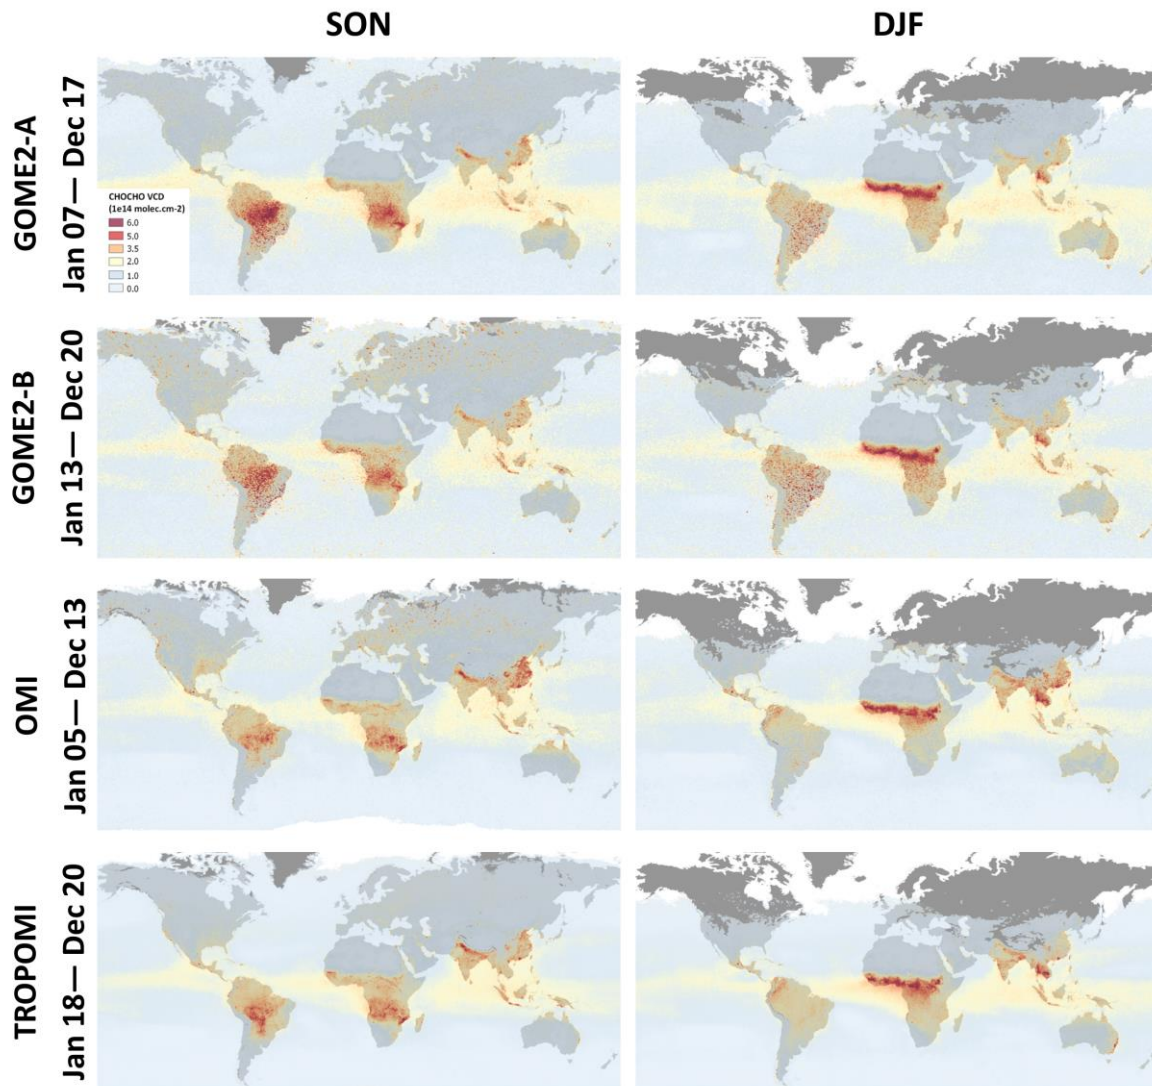 SON
DJF
GOME2-A
Jan 07— Dec 17
CHOCHO VCD
(1e14 molec.cm-2)
6.0
5.0
3.5
2.0
1.0
0.0
GOME2-B
Jan 13— Dec 20
OMI
Jan 05— Dec 13
TROPOMI
Jan 18— Dec 20